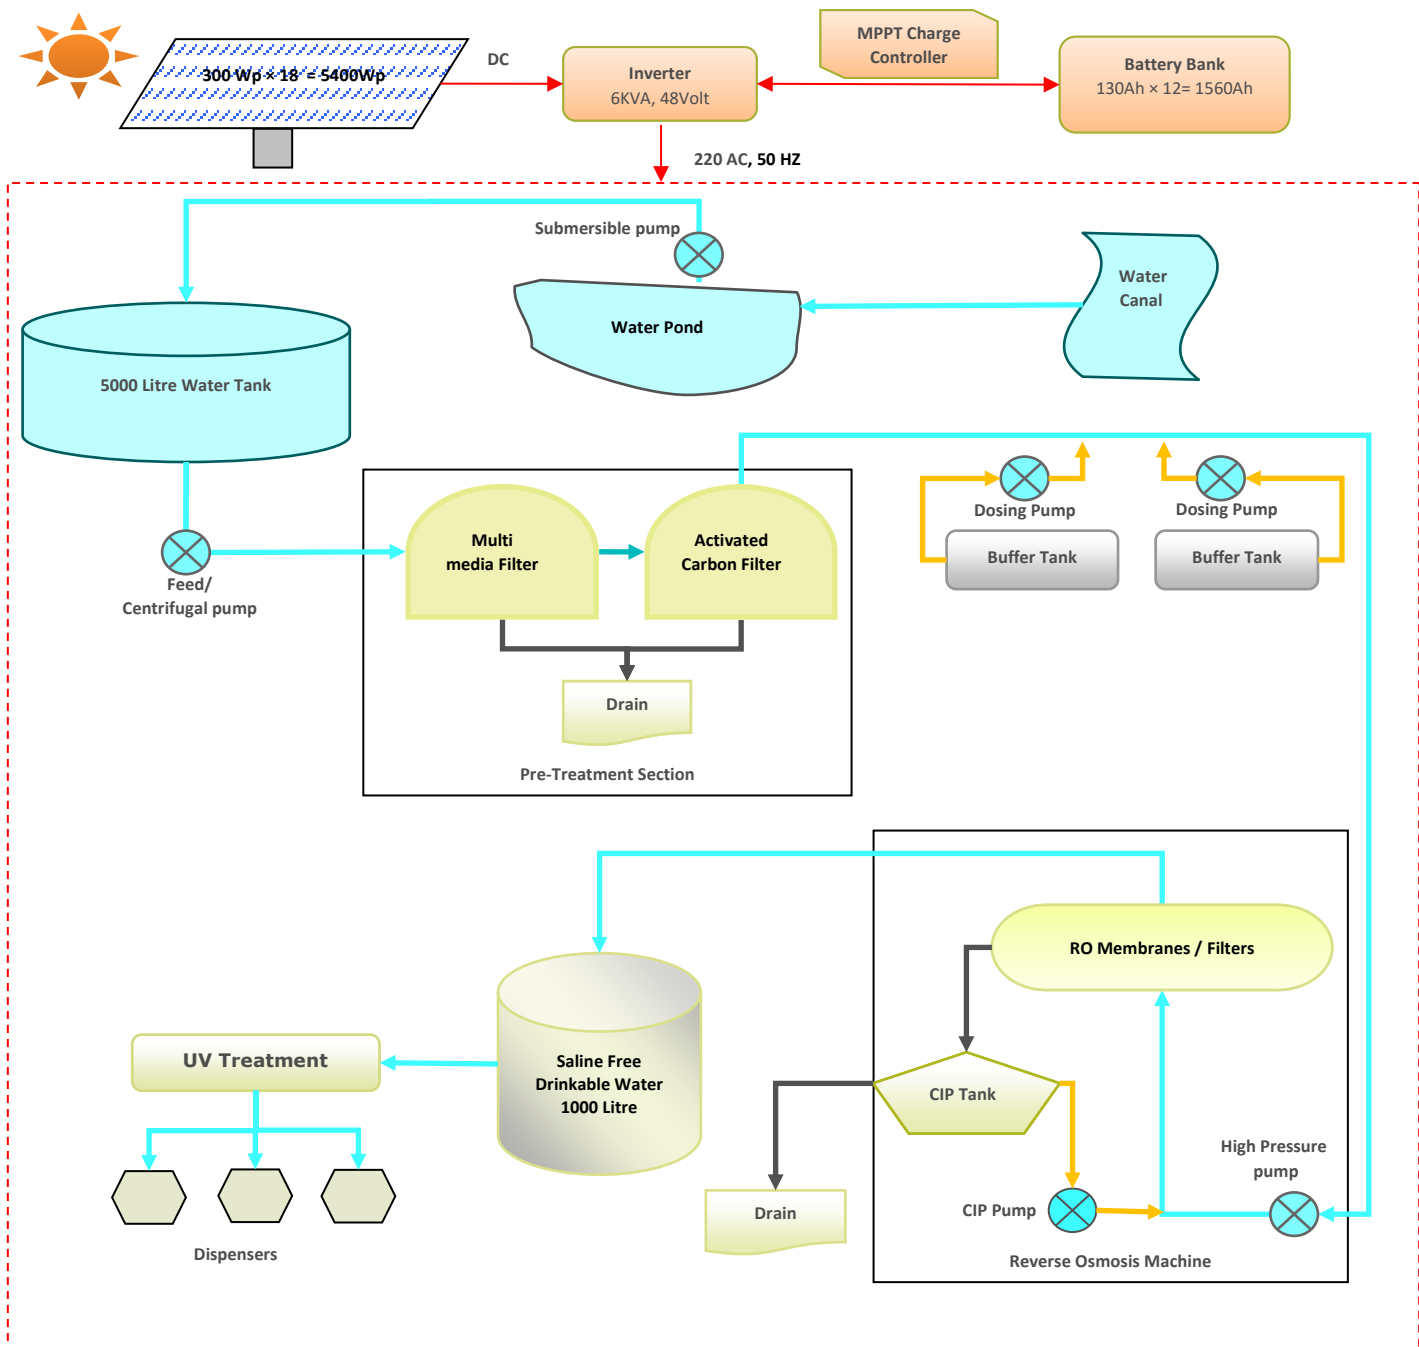 300 Wp × 18 = 5400Wp
DC
Inverter
6KVA, 48Volt
MPPT Charge
Controller
Battery Bank
130Ah × 12= 1560Ah
220 AC, 50 HZ
Submersible pump
Water
Canal
Water Pond
5000 Litre Water Tank
Multi
media Filter
Activated
Carbon Filter
Dosing Pump
Dosing Pump
Buffer Tank
Buffer Tank
Feed/
Centrifugal pump
Drain
Pre-Treatment Section
RO Membranes / Filters
UV Treatment
Saline Free
Drinkable Water
1000 Litre
CIP Tank
High Pressure
pump
CIP Pump
Drain
Dispensers
Reverse Osmosis Machine